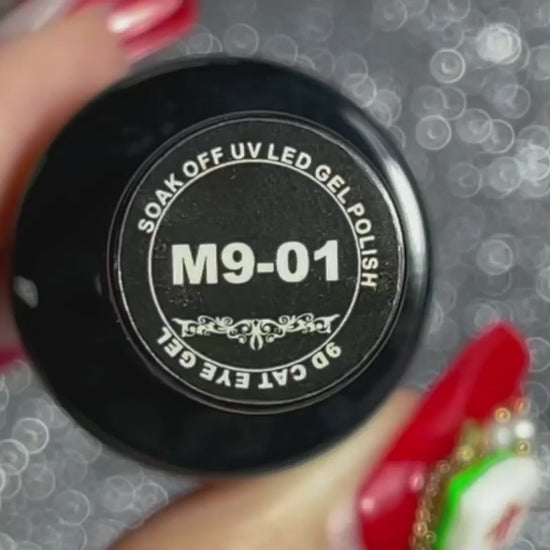 SOAK OFF UV LED GEL POLISH
M9-01
9D CAT EYE GEL